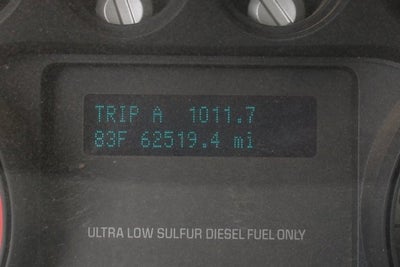 TRIP A 1011.7
83F 62519.4 mi
ULTRA LOW SULFUR DIESEL FUEL ONLY